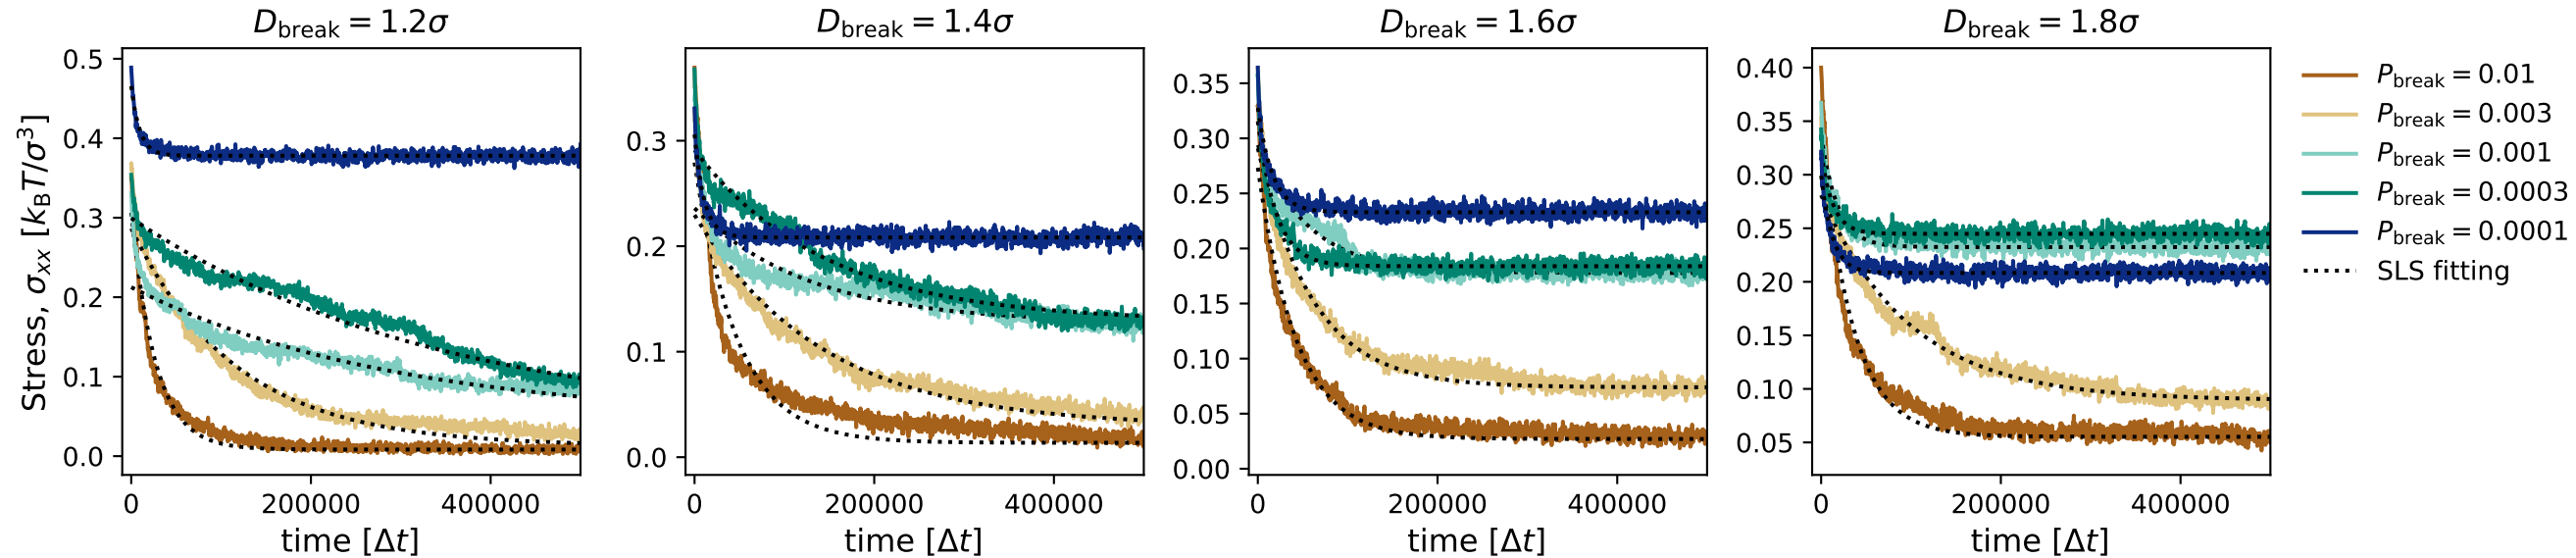 D_break = 1.2σ
D_break = 1.4σ
D_break = 1.6σ
D_break = 1.8σ
Stress, σ_xx [k_B T/σ³]
0.5
0.4
0.3
0.2
0.1
0.0
0 200000 400000
time [Δt]
0.3
0.2
0.1
0.0
0 200000 400000
time [Δt]
0.35
0.30
0.25
0.20
0.15
0.10
0.05
0.00
0 200000 400000
time [Δt]
0.40
0.35
0.30
0.25
0.20
0.15
0.10
0.05
0 200000 400000
time [Δt]
P_break = 0.01
P_break = 0.003
P_break = 0.001
P_break = 0.0003
P_break = 0.0001
SLS fitting